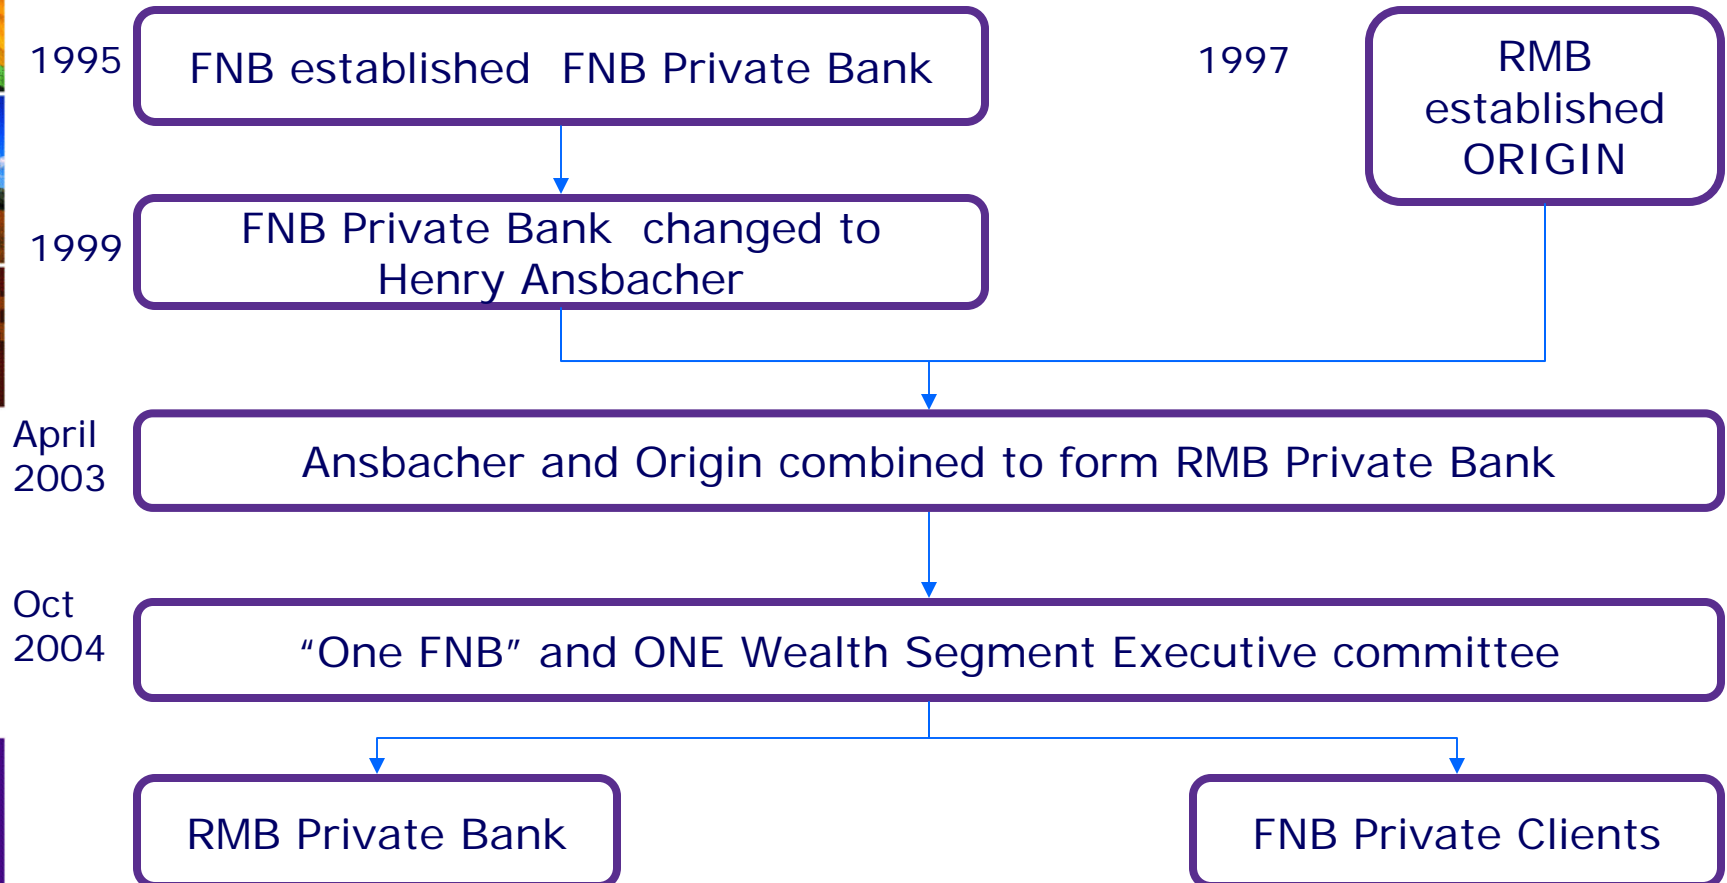 1995
FNB established FNB Private Bank
1997
RMB
established
ORIGIN
1999
FNB Private Bank changed to
Henry Ansbacher
April
2003
Ansbacher and Origin combined to form RMB Private Bank
Oct
2004
“One FNB” and ONE Wealth Segment Executive committee
RMB Private Bank
FNB Private Clients